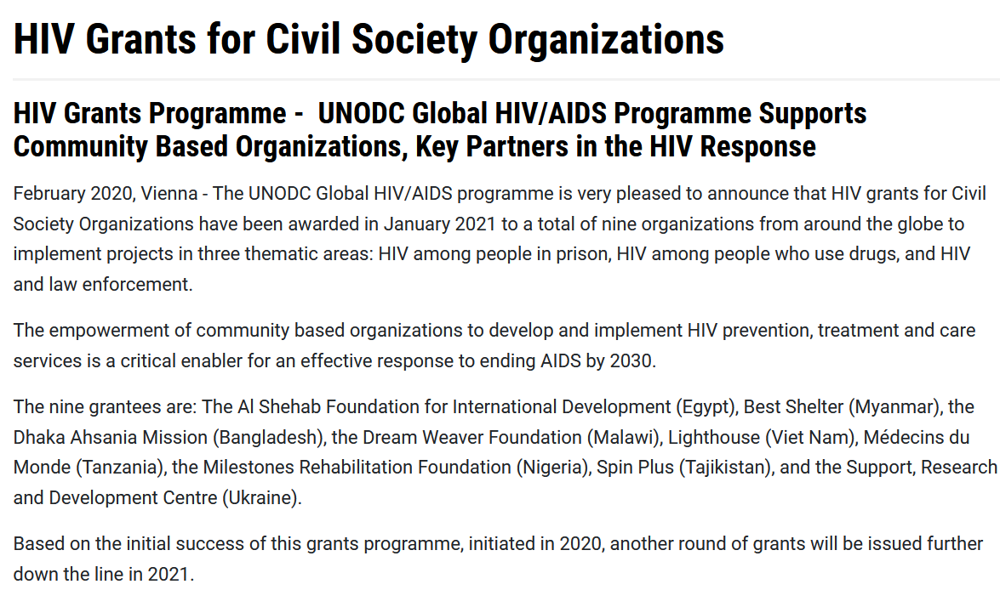 HIV Grants for Civil Society Organizations
HIV Grants Programme -  UNODC Global HIV/AIDS Programme Supports
Community Based Organizations, Key Partners in the HIV Response
February 2020, Vienna - The UNODC Global HIV/AIDS programme is very pleased to announce that HIV grants for Civil
Society Organizations have been awarded in January 2021 to a total of nine organizations from around the globe to
implement projects in three thematic areas: HIV among people in prison, HIV among people who use drugs, and HIV
and law enforcement.
The empowerment of community based organizations to develop and implement HIV prevention, treatment and care
services is a critical enabler for an effective response to ending AIDS by 2030.
The nine grantees are: The Al Shehab Foundation for International Development (Egypt), Best Shelter (Myanmar), the
Dhaka Ahsania Mission (Bangladesh), the Dream Weaver Foundation (Malawi), Lighthouse (Viet Nam), Médecins du
Monde (Tanzania), the Milestones Rehabilitation Foundation (Nigeria), Spin Plus (Tajikistan), and the Support, Research
and Development Centre (Ukraine).
Based on the initial success of this grants programme, initiated in 2020, another round of grants will be issued further
down the line in 2021.